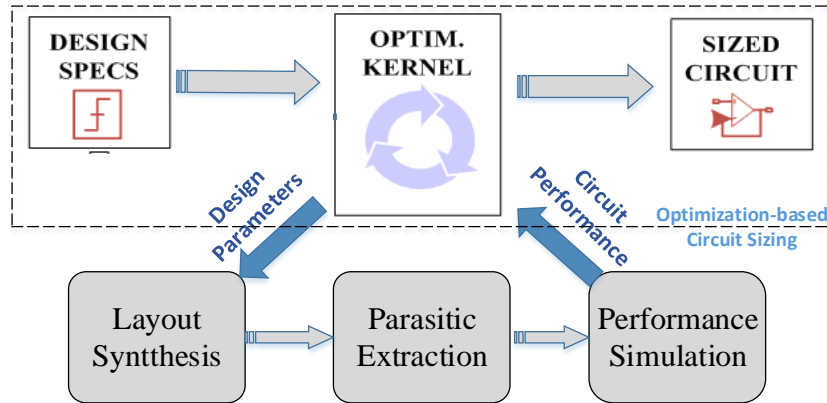 DESIGN
SPECS
OPTIM.
KERNEL
SIZED
CIRCUIT
Design
Parameters
Circuit
Performance
Optimization-based
Circuit Sizing
Layout
Syntthesis
Parasitic
Extraction
Performance
Simulation